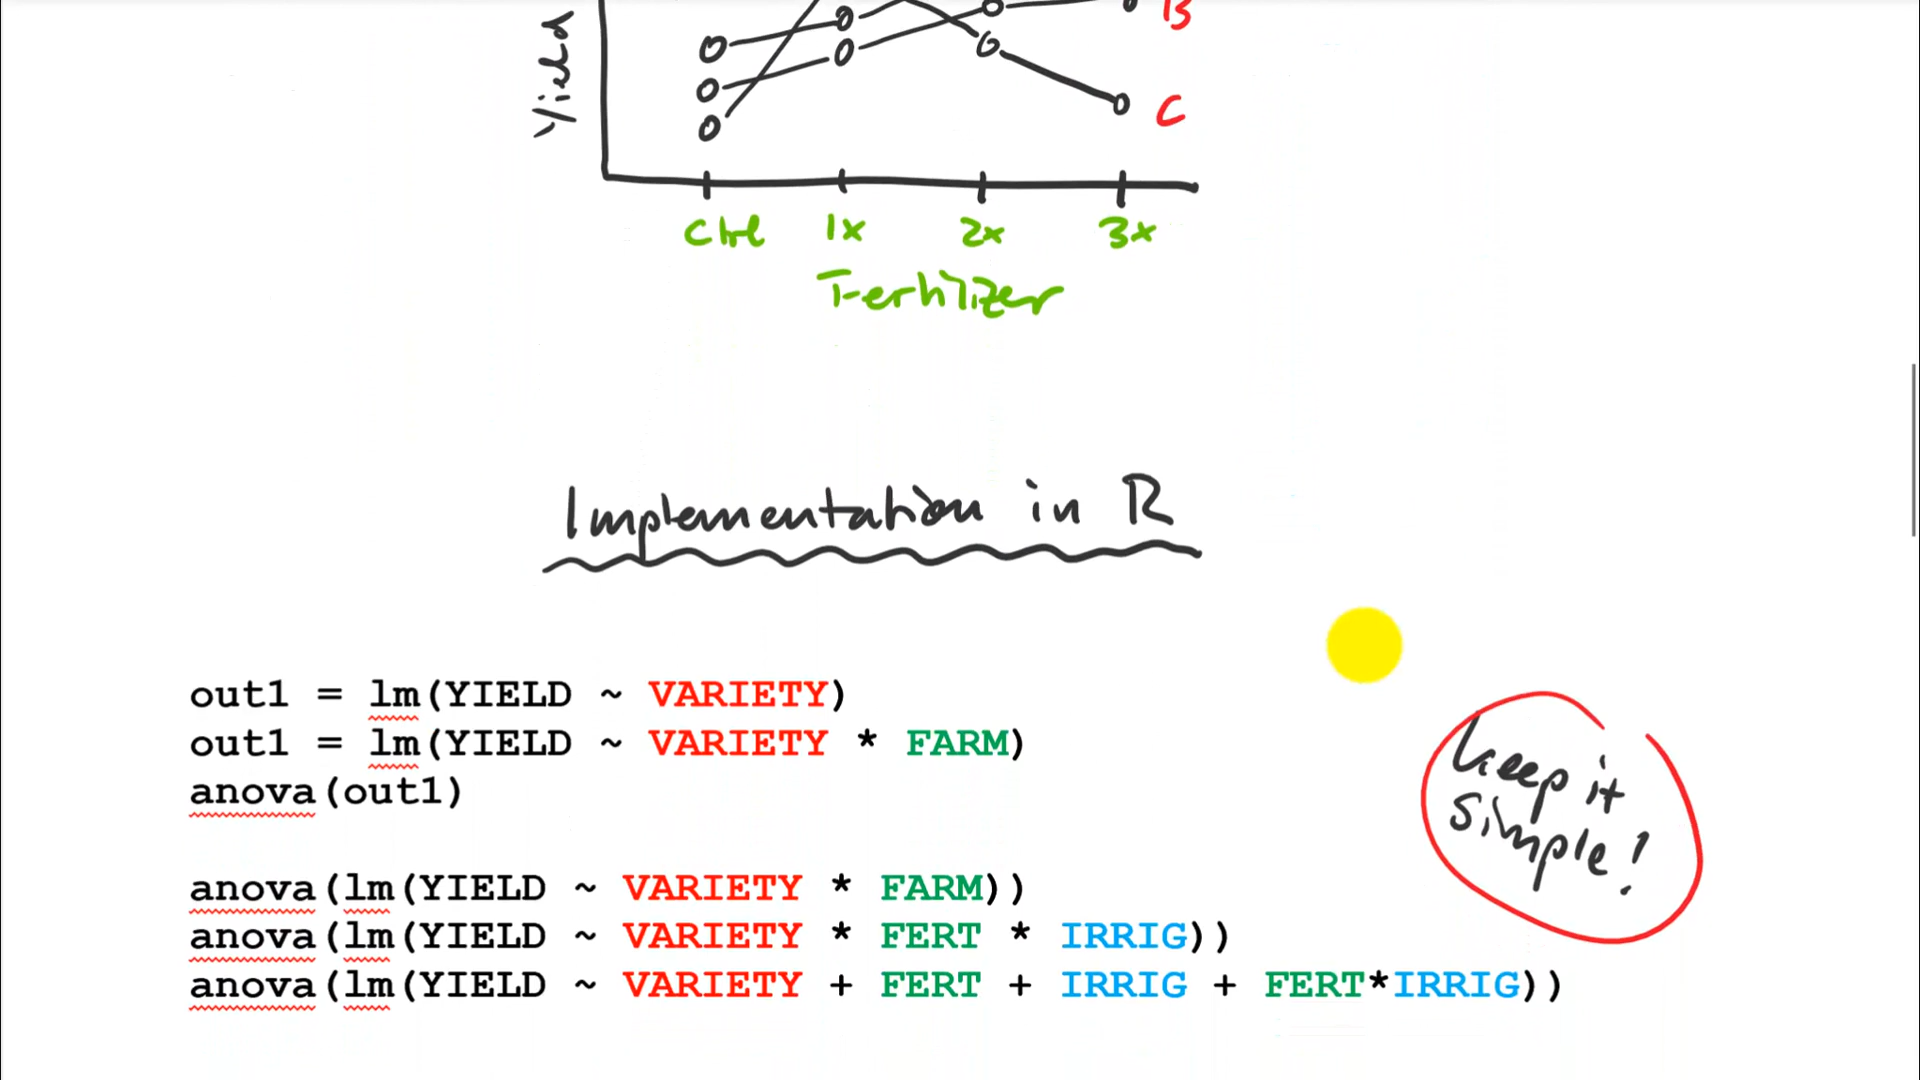 Yield
B
C
Ctrl 1x 2x 3x
Fertilizer
Implementation in R
out1 = lm(YIELD ~ VARIETY)
out1 = lm(YIELD ~ VARIETY * FARM)
anova(out1)
keep it
simple!
anova(lm(YIELD ~ VARIETY * FARM))
anova(lm(YIELD ~ VARIETY * FERT * IRRIG))
anova(lm(YIELD ~ VARIETY + FERT + IRRIG + FERT*IRRIG))